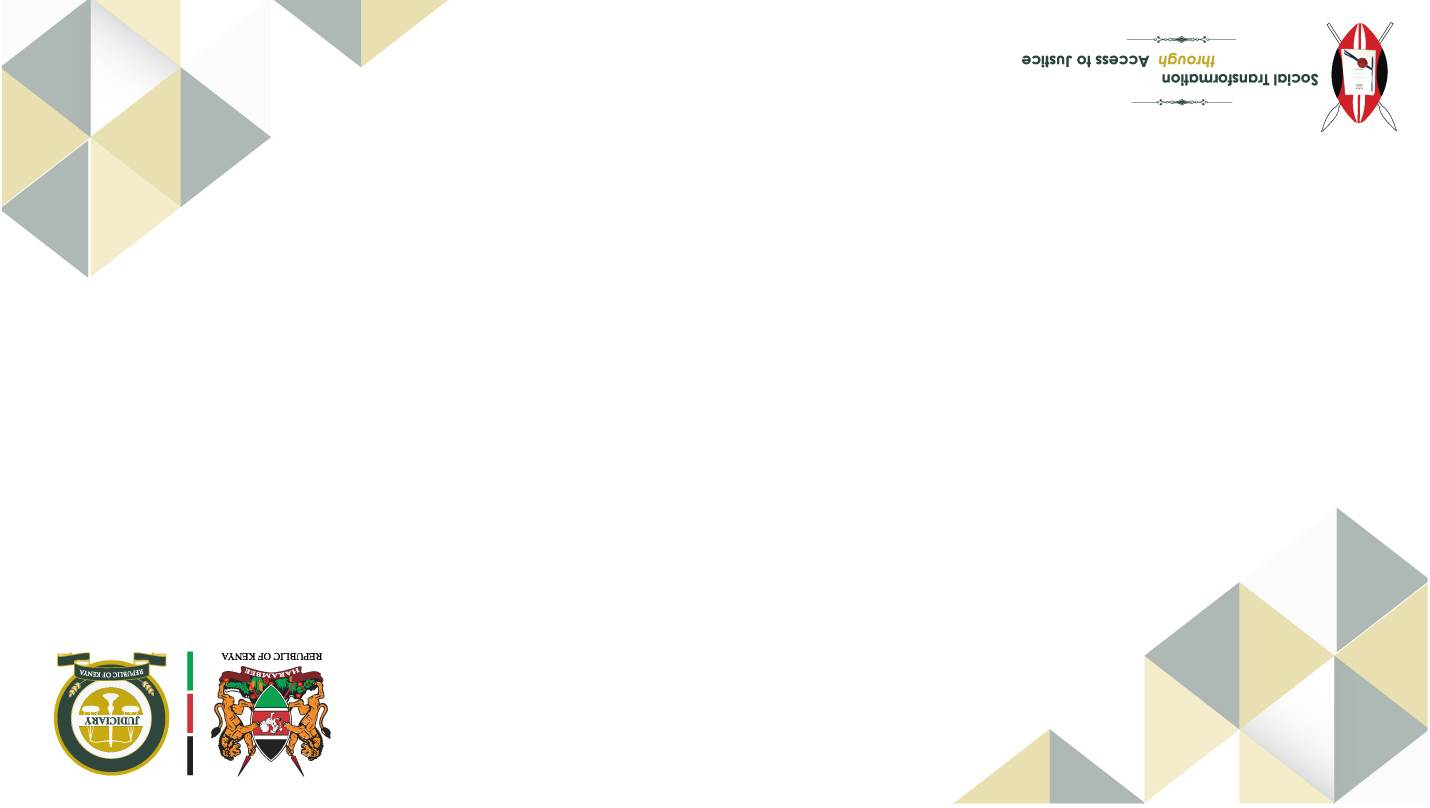 REPUBLIC OF KENYA
HARAMBEE
JUDICIARY
REPUBLIC OF KENYA
Social Transformation
through Access to Justice